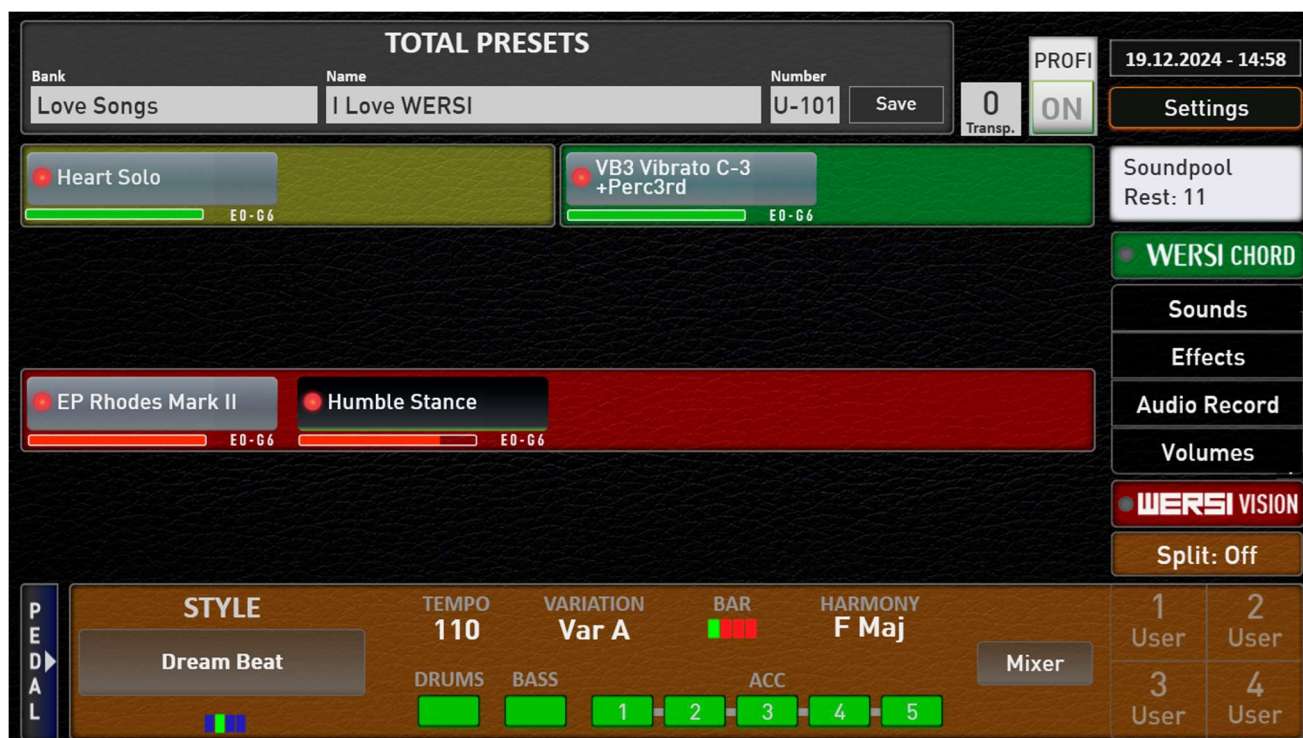 TOTAL PRESETS
Bank
Name
Number
Love Songs
I Love WERSI
U-101
Save
0
Transp.
PROFI
ON
19.12.2024 - 14:58
Settings
Heart Solo
E0-G6
VB3 Vibrato C-3
+Perc3rd
E0-G6
Soundpool
Rest: 11
WERSI CHORD
Sounds
Effects
Audio Record
Volumes
EP Rhodes Mark II
E0-G6
Humble Stance
E0-G6
WERSI VISION
Split: Off
PEDAL
STYLE
Dream Beat
TEMPO
110
VARIATION
Var A
BAR
HARMONY
F Maj
DRUMS
BASS
ACC
1
2
3
4
5
Mixer
1
User
2
User
3
User
4
User